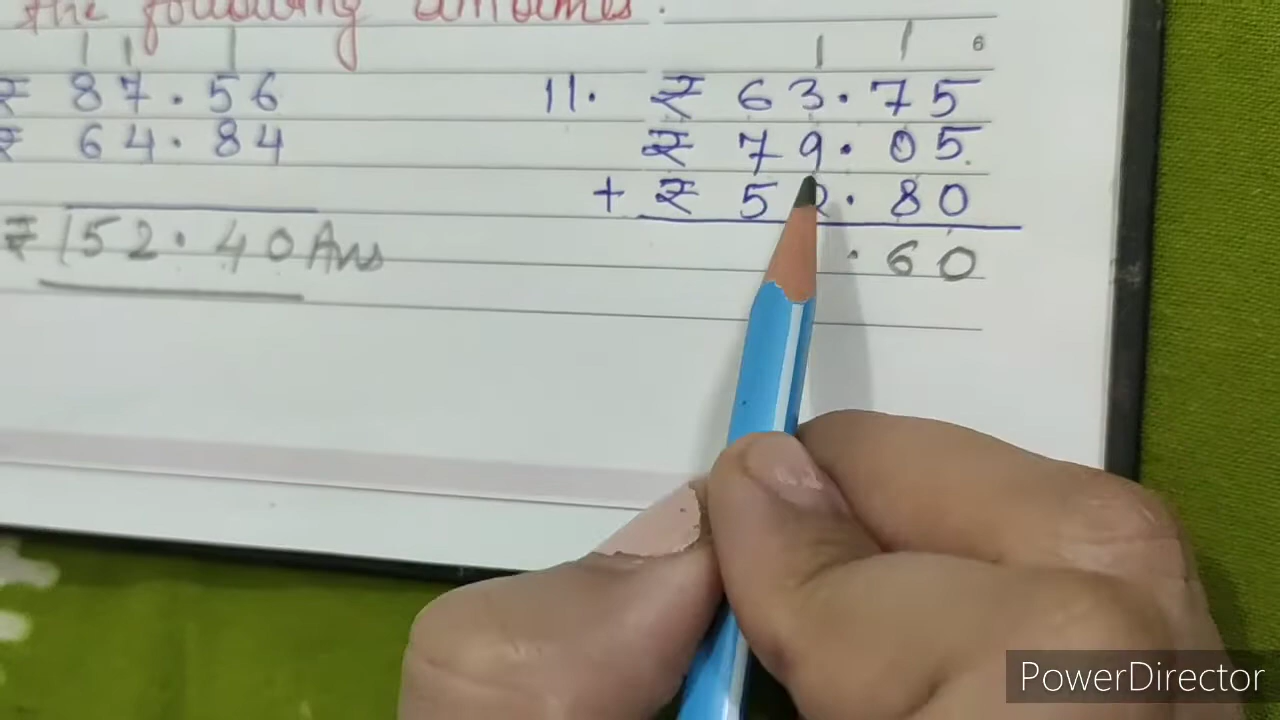 the following amounts.
1 1 1
₹ 87.56
₹ 64.84
₹ 152.40 Ans
1 1 6
11. ₹ 63.75
₹ 79.05
+ ₹ 52.80
.60
PowerDirector